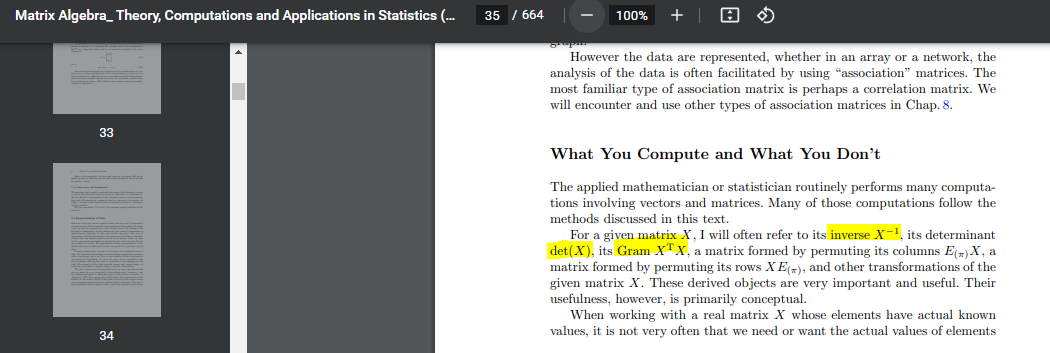 Matrix Algebra_ Theory, Computations and Applications in Statistics (...
35 / 664
100%
33
34
graph.
However the data are represented, whether in an array or a network, the
analysis of the data is often facilitated by using “association” matrices. The
most familiar type of association matrix is perhaps a correlation matrix. We
will encounter and use other types of association matrices in Chap. 8.
What You Compute and What You Don’t
The applied mathematician or statistician routinely performs many computa-
tions involving vectors and matrices. Many of those computations follow the
methods discussed in this text.
For a given matrix X, I will often refer to its inverse X⁻¹, its determinant
det(X), its Gram XᵀX, a matrix formed by permuting its columns E₍π₎X, a
matrix formed by permuting its rows XE₍π₎, and other transformations of the
given matrix X. These derived objects are very important and useful. Their
usefulness, however, is primarily conceptual.
When working with a real matrix X whose elements have actual known
values, it is not very often that we need or want the actual values of elements